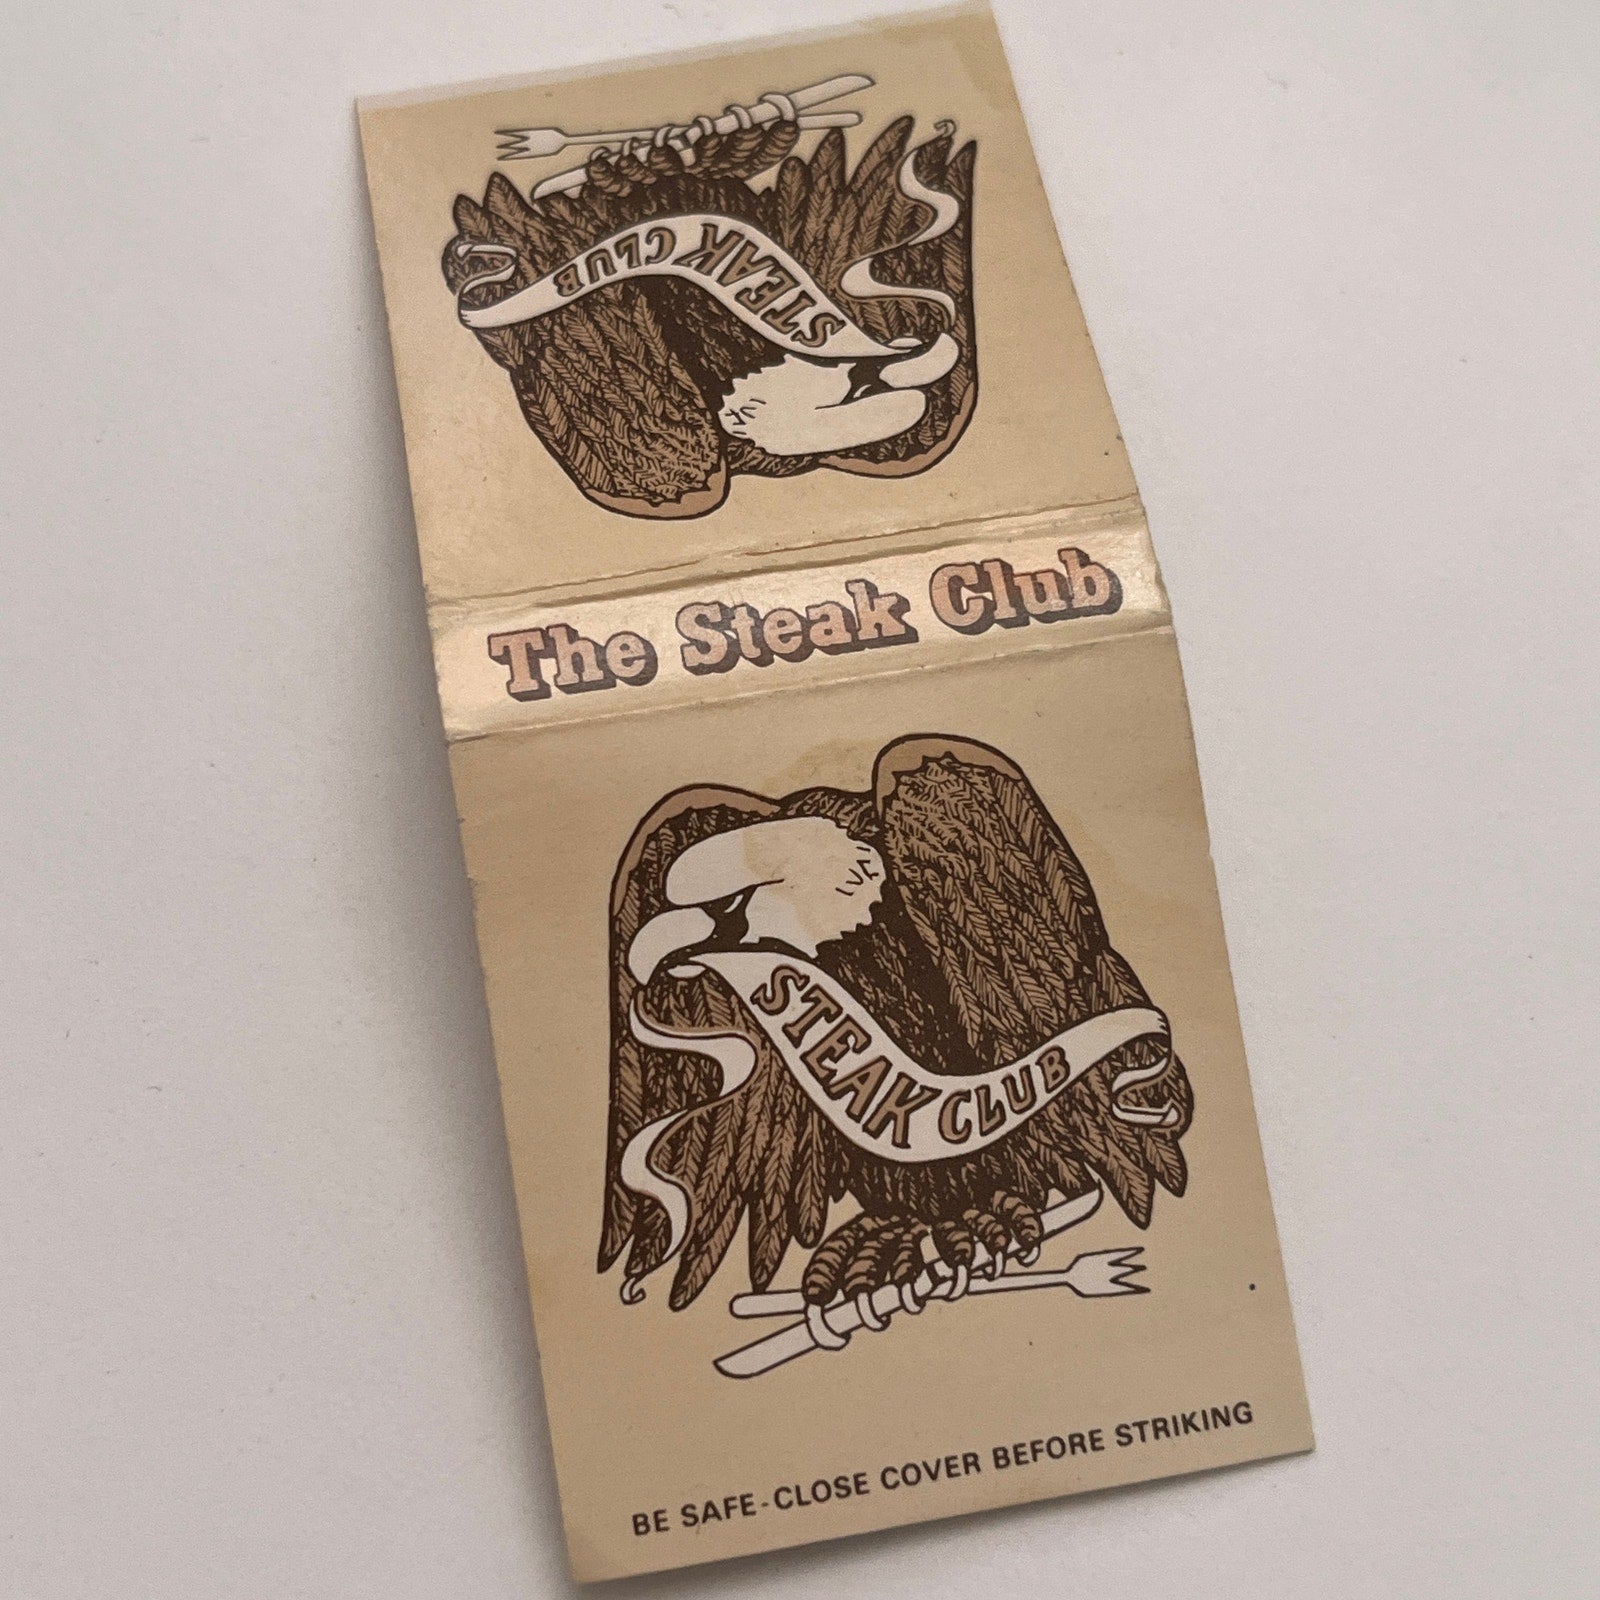 STEAK CLUB
The Steak Club
STEAK CLUB
BE SAFE - CLOSE COVER BEFORE STRIKING